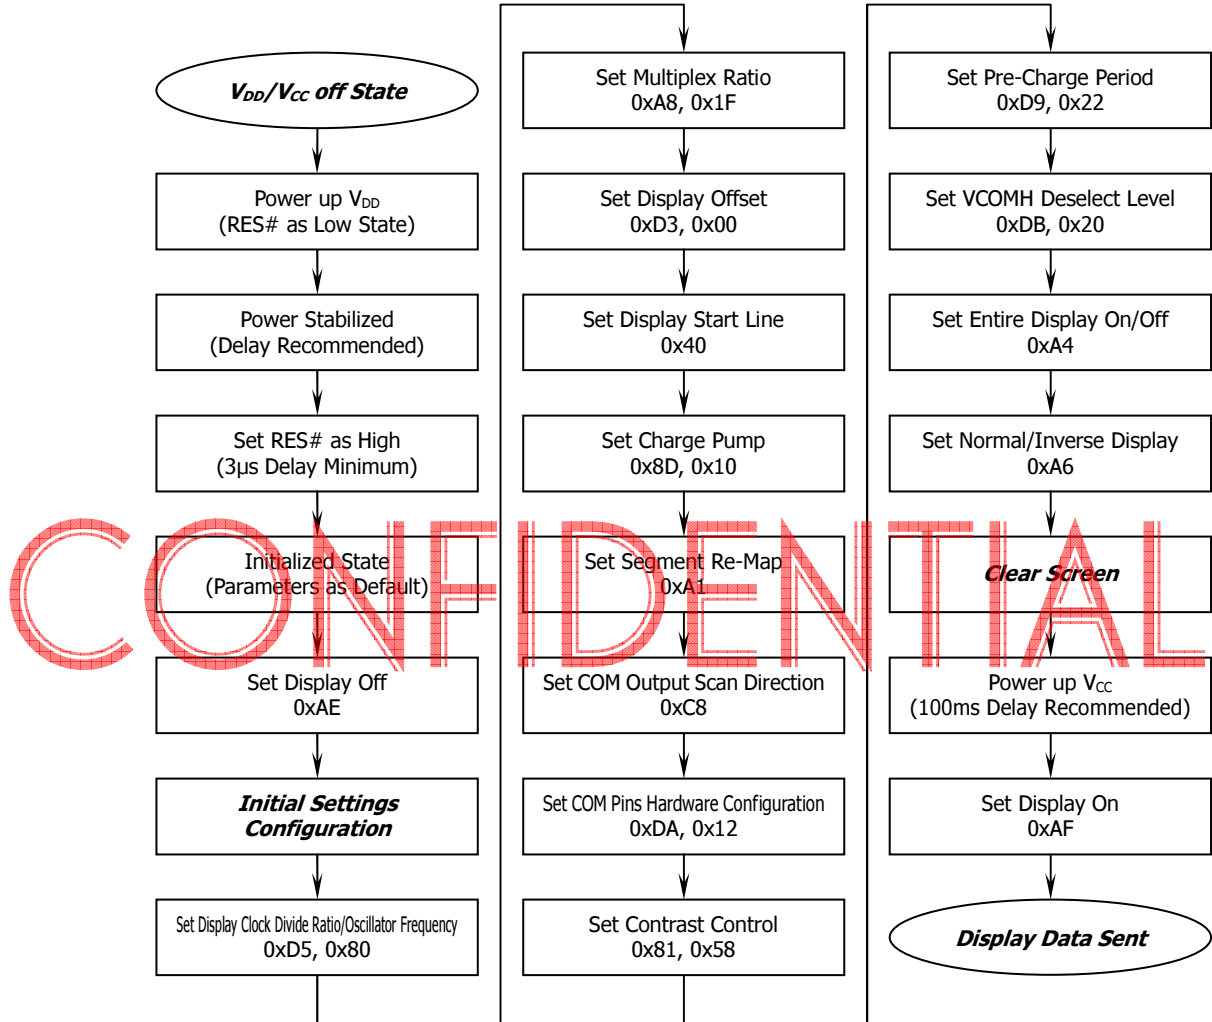 V_DD/V_CC off State
Power up V_DD
(RES# as Low State)
Power Stabilized
(Delay Recommended)
Set RES# as High
(3µs Delay Minimum)
Initialized State
(Parameters as Default)
Set Display Off
0xAE
Initial Settings
Configuration
Set Display Clock Divide Ratio/Oscillator Frequency
0xD5, 0x80
Set Multiplex Ratio
0xA8, 0x1F
Set Display Offset
0xD3, 0x00
Set Display Start Line
0x40
Set Charge Pump
0x8D, 0x10
Set Segment Re-Map
0xA1
Set COM Output Scan Direction
0xC8
Set COM Pins Hardware Configuration
0xDA, 0x12
Set Contrast Control
0x81, 0x58
Set Pre-Charge Period
0xD9, 0x22
Set VCOMH Deselect Level
0xDB, 0x20
Set Entire Display On/Off
0xA4
Set Normal/Inverse Display
0xA6
Clear Screen
Power up V_CC
(100ms Delay Recommended)
Set Display On
0xAF
Display Data Sent
CONFIDENTIAL